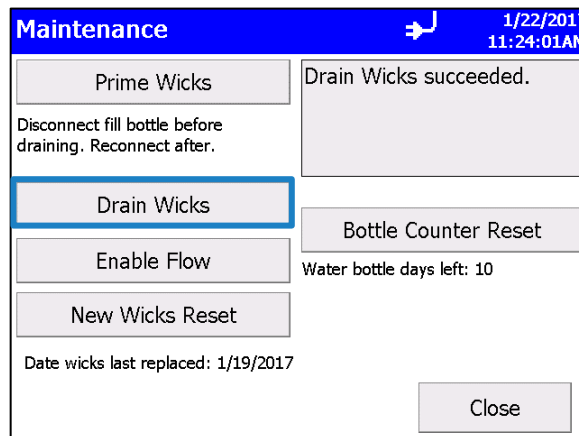 Maintenance
1/22/2017
11:24:01AM
Prime Wicks
Drain Wicks succeeded.
Disconnect fill bottle before
draining. Reconnect after.
Drain Wicks
Bottle Counter Reset
Enable Flow
Water bottle days left: 10
New Wicks Reset
Date wicks last replaced: 1/19/2017
Close